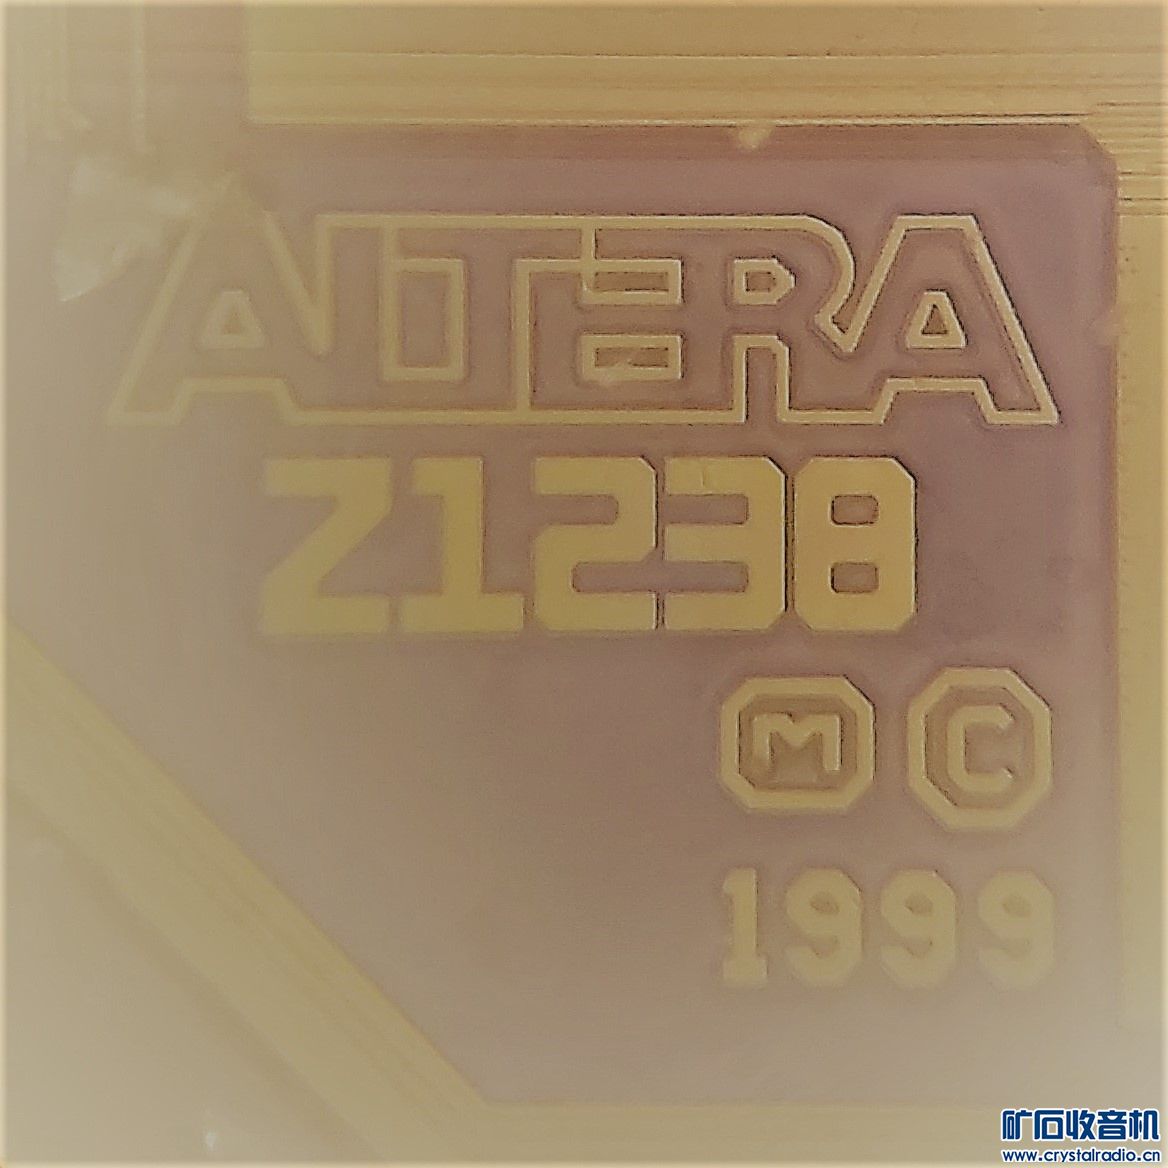 ALTERA
Z1238
Ⓜ ©
1999
矿石收音机
www.crystalradio.cn